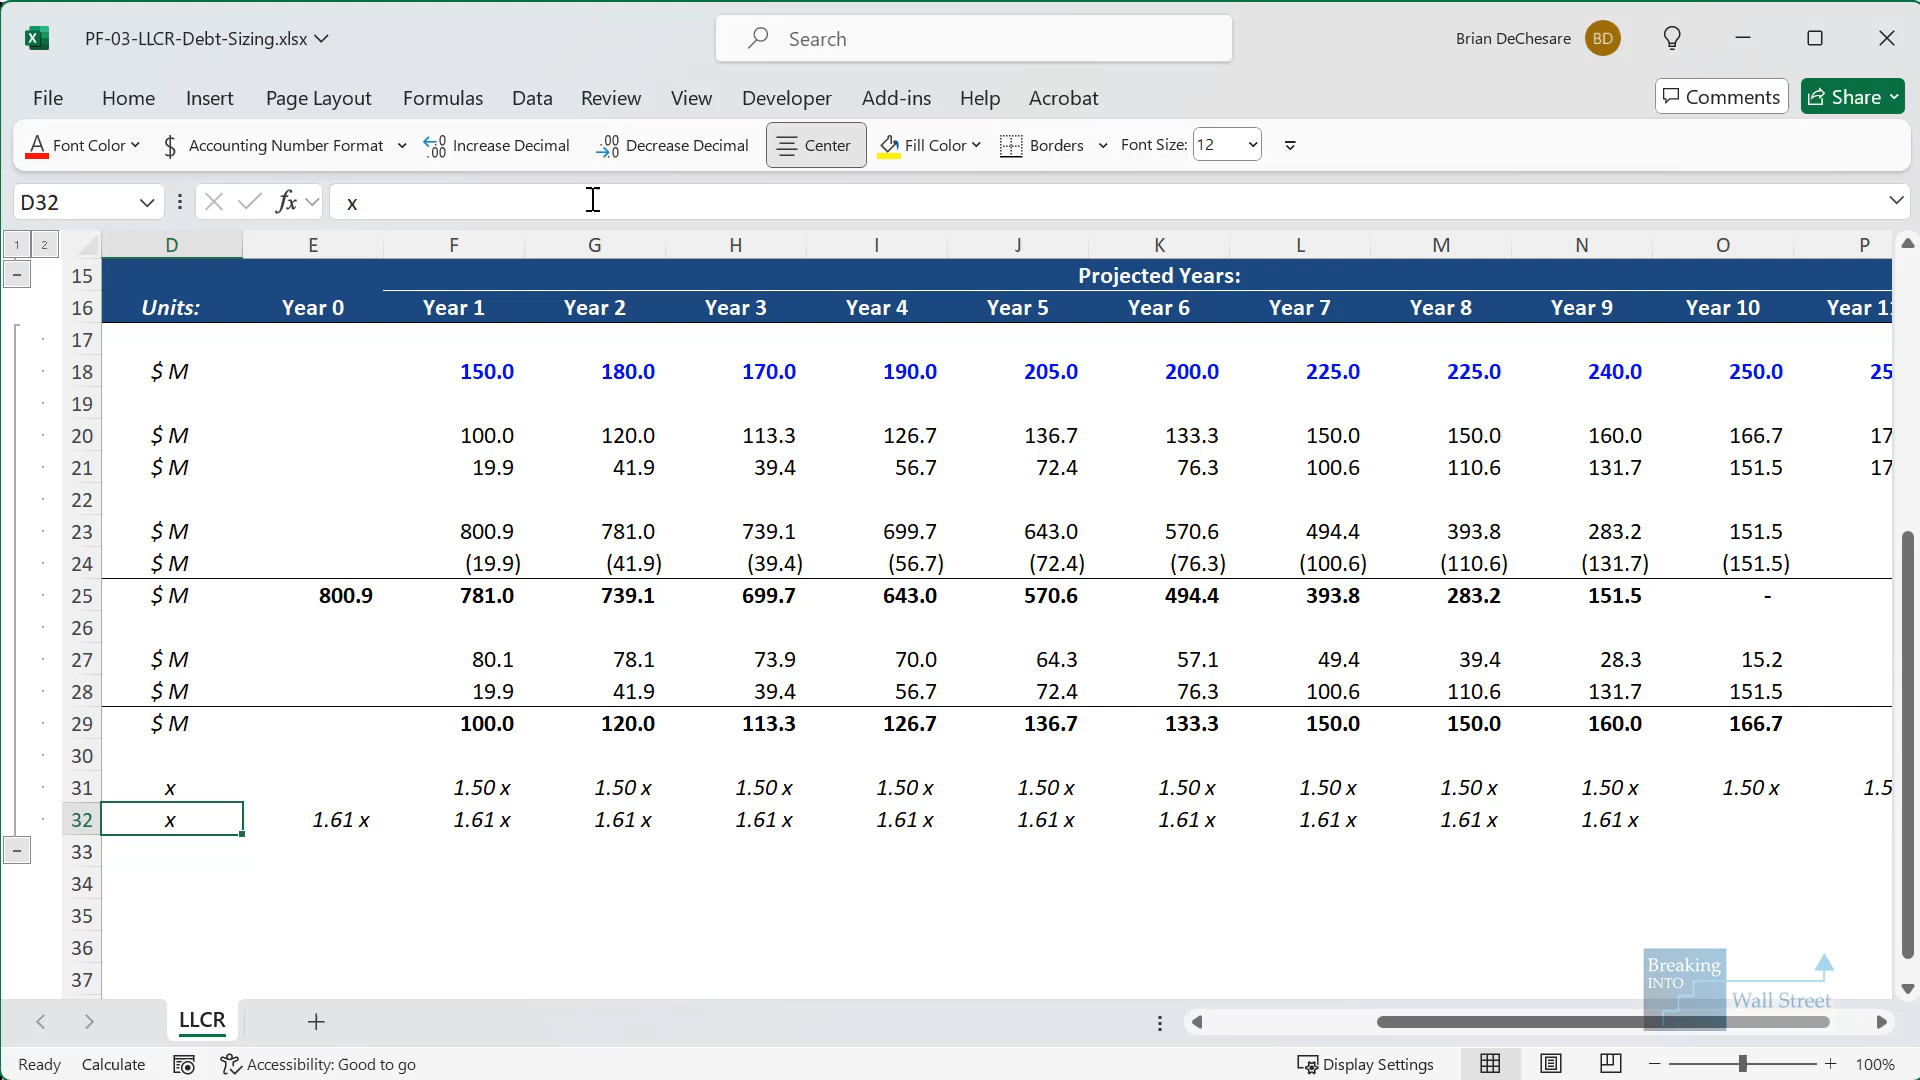 PF-03-LLCR-Debt-Sizing.xlsx
Search
Brian DeChesare BD
File Home Insert Page Layout Formulas Data Review View Developer Add-ins Help Acrobat Comments Share
A Font Color $ Accounting Number Format .00 Increase Decimal .00 Decrease Decimal Center Fill Color Borders Font Size: 12
D32 fx x
1 2 D E F G H I J K L M N O P
15 Projected Years:
16 Units: Year 0 Year 1 Year 2 Year 3 Year 4 Year 5 Year 6 Year 7 Year 8 Year 9 Year 10 Year 1
17
18 $ M 150.0 180.0 170.0 190.0 205.0 200.0 225.0 225.0 240.0 250.0 25
19
20 $ M 100.0 120.0 113.3 126.7 136.7 133.3 150.0 150.0 160.0 166.7 17
21 $ M 19.9 41.9 39.4 56.7 72.4 76.3 100.6 110.6 131.7 151.5 17
22
23 $ M 800.9 781.0 739.1 699.7 643.0 570.6 494.4 393.8 283.2 151.5
24 $ M (19.9) (41.9) (39.4) (56.7) (72.4) (76.3) (100.6) (110.6) (131.7) (151.5)
25 $ M 800.9 781.0 739.1 699.7 643.0 570.6 494.4 393.8 283.2 151.5 -
26
27 $ M 80.1 78.1 73.9 70.0 64.3 57.1 49.4 39.4 28.3 15.2
28 $ M 19.9 41.9 39.4 56.7 72.4 76.3 100.6 110.6 131.7 151.5
29 $ M 100.0 120.0 113.3 126.7 136.7 133.3 150.0 150.0 160.0 166.7
30
31 x 1.50 x 1.50 x 1.50 x 1.50 x 1.50 x 1.50 x 1.50 x 1.50 x 1.50 x 1.50 x 1.5
32 x 1.61 x 1.61 x 1.61 x 1.61 x 1.61 x 1.61 x 1.61 x 1.61 x 1.61 x 1.61 x
33
34
35
36
37
Breaking
INTO
Wall Street
LLCR
Ready Calculate Accessibility: Good to go Display Settings 100%